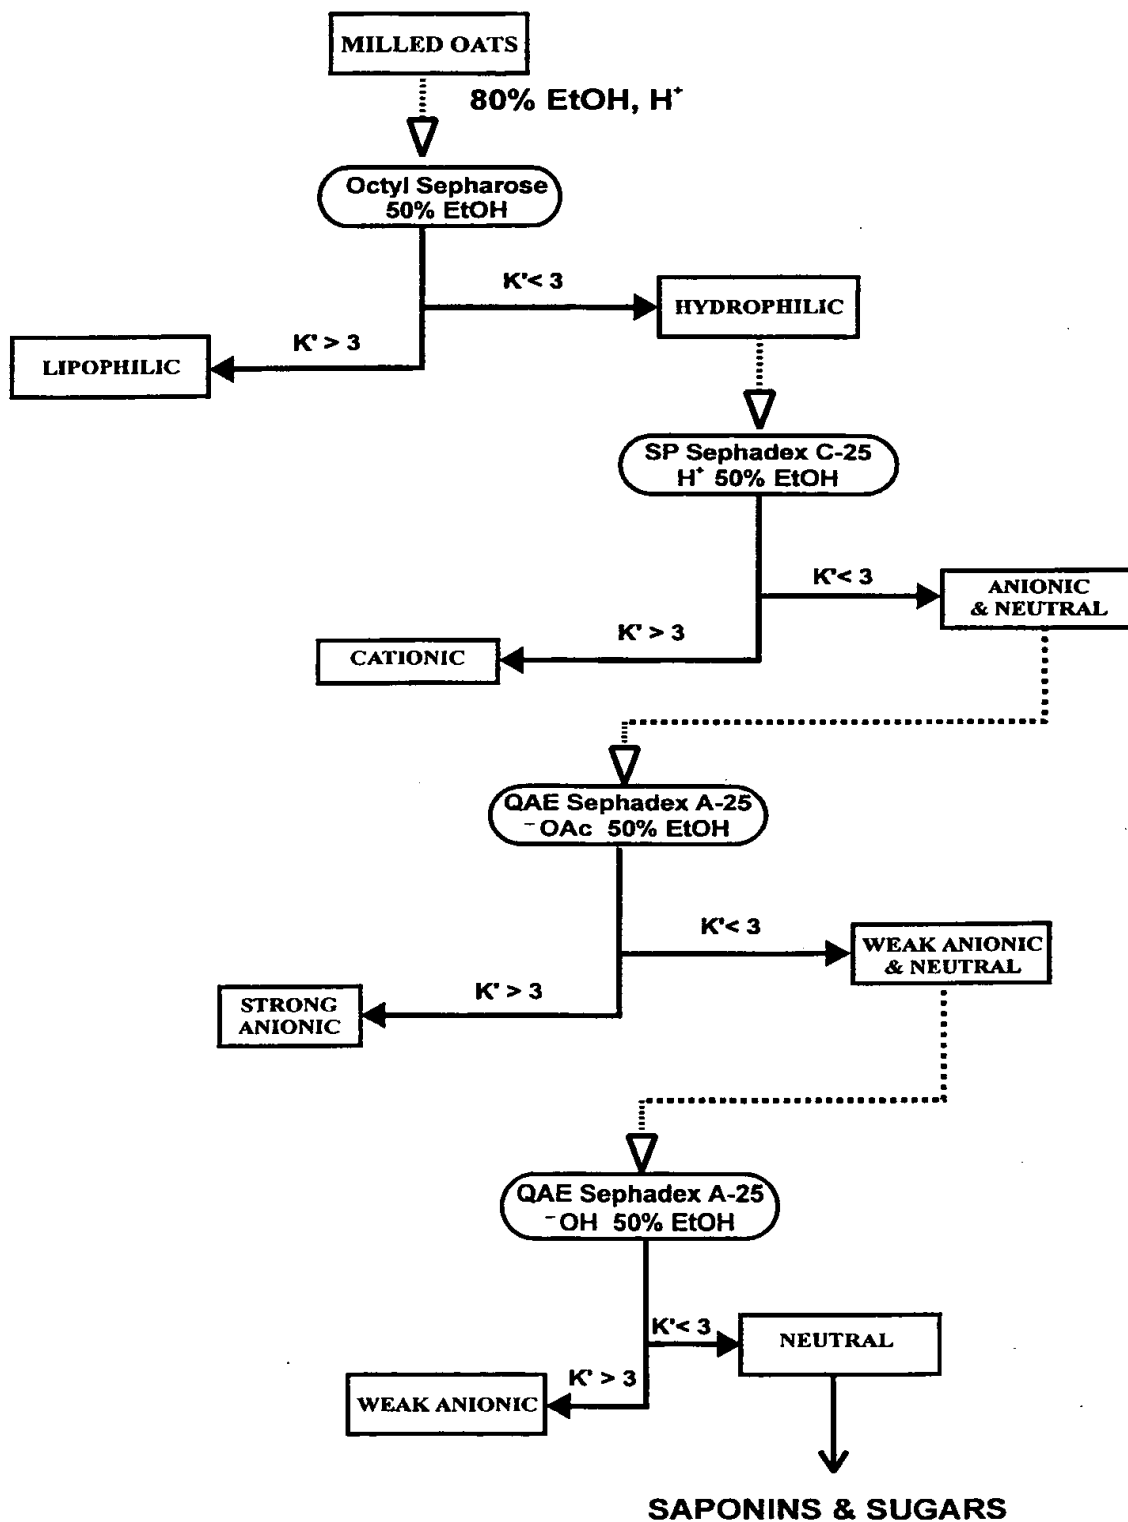 MILLED OATS
80% EtOH, H⁺
Octyl Sepharose
50% EtOH
K'< 3
HYDROPHILIC
K' > 3
LIPOPHILIC
SP Sephadex C-25
H⁺ 50% EtOH
K'< 3
ANIONIC
& NEUTRAL
K' > 3
CATIONIC
QAE Sephadex A-25
⁻OAc 50% EtOH
K'< 3
WEAK ANIONIC
& NEUTRAL
K' > 3
STRONG
ANIONIC
QAE Sephadex A-25
⁻OH 50% EtOH
K'< 3
NEUTRAL
K' > 3
WEAK ANIONIC
SAPONINS & SUGARS